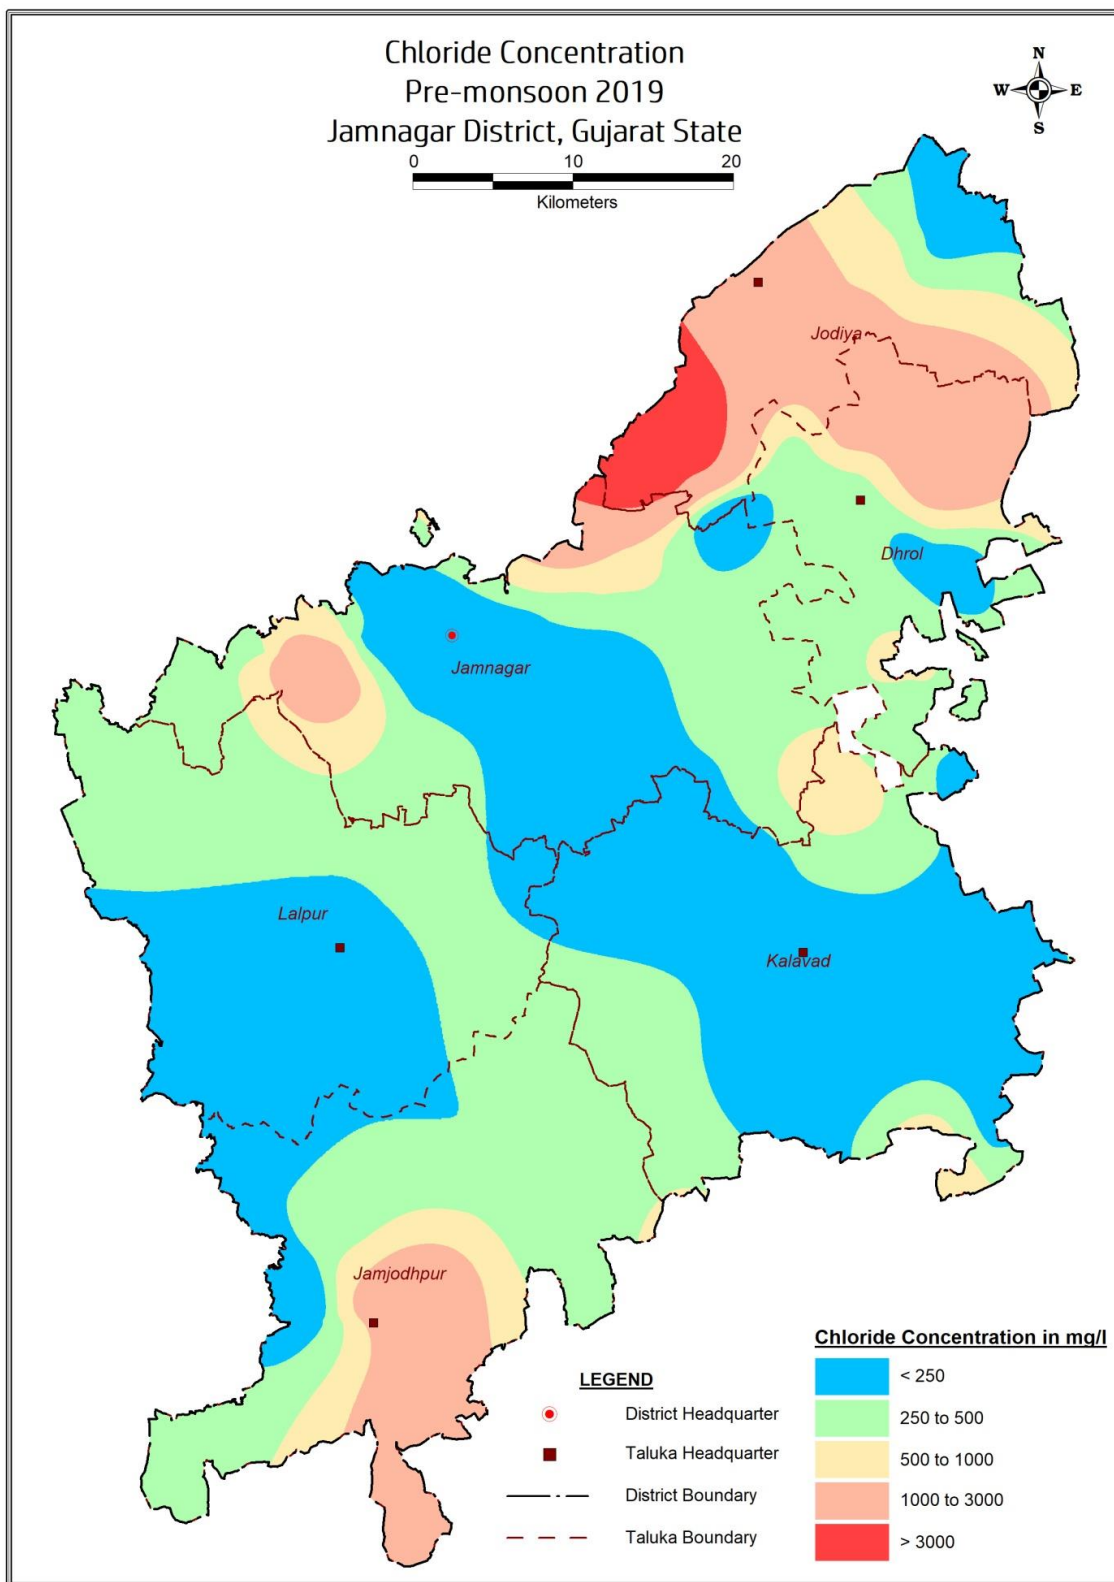 Chloride Concentration
Pre-monsoon 2019
Jamnagar District, Gujarat State
0 10 20
Kilometers
N
W E
S
Jodiya
Dhrol
Jamnagar
Lalpur
Kalavad
Jamjodhpur
LEGEND
District Headquarter
Taluka Headquarter
District Boundary
Taluka Boundary
Chloride Concentration in mg/l
< 250
250 to 500
500 to 1000
1000 to 3000
> 3000